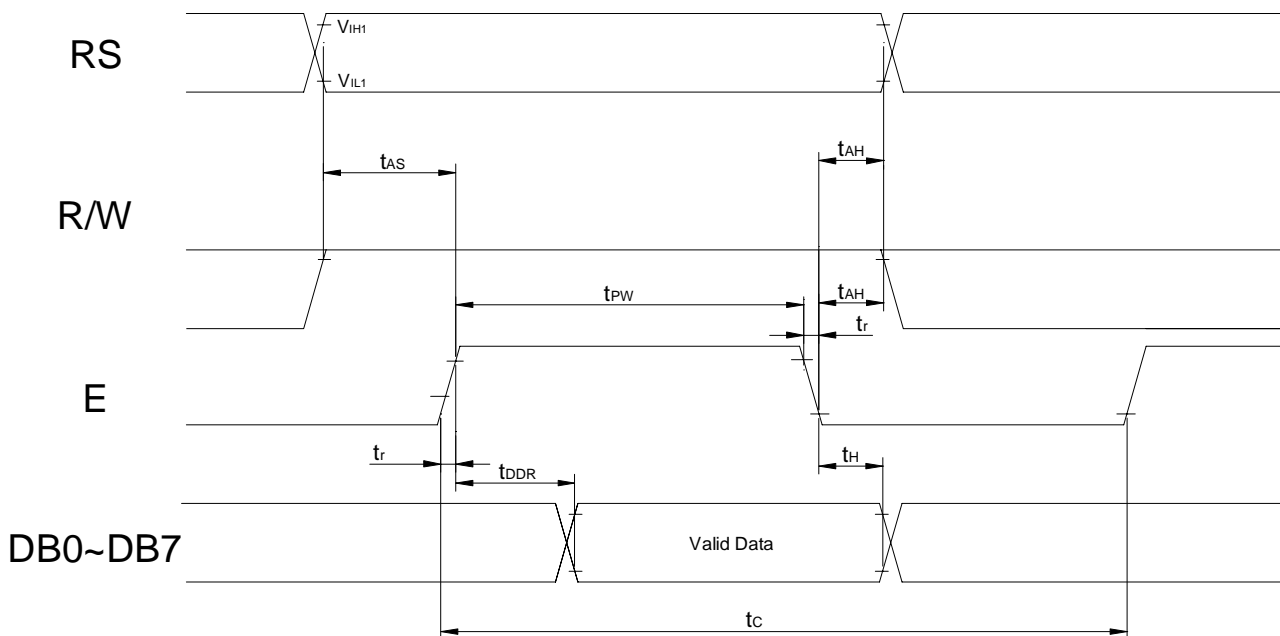 RS
VIH1
VIL1
tAS
tAH
R/W
tPW
tAH
tr
E
tr
tDDR
tH
DB0~DB7
Valid Data
tC